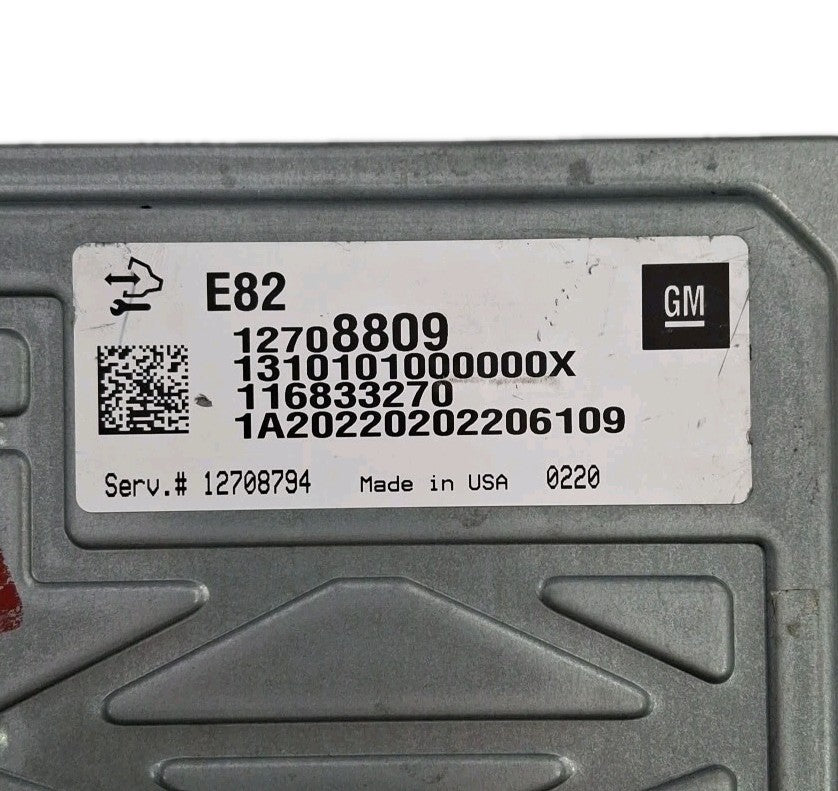 E82
GM
12708809
1310101000000X
116833270
1A20220202206109
Serv.# 12708794 Made in USA 0220